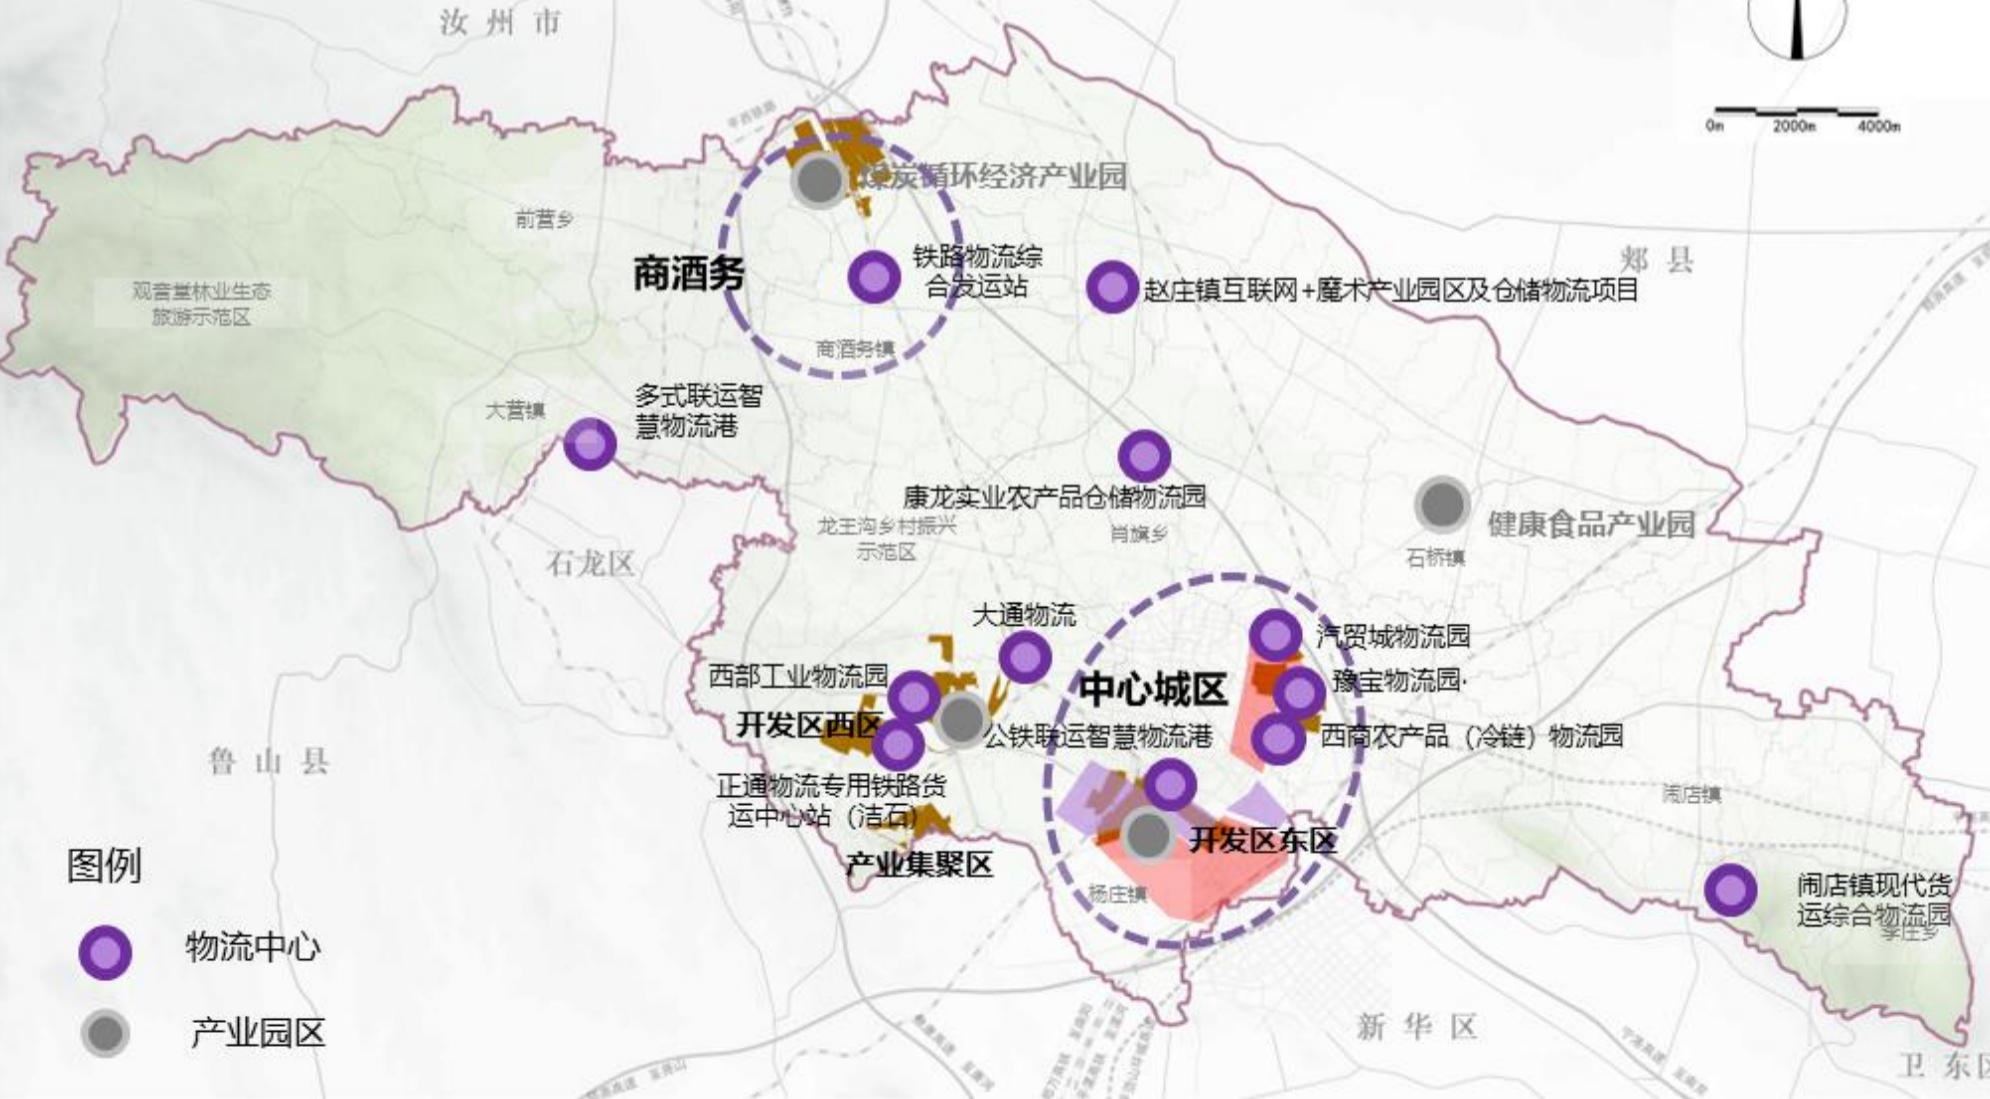 汝州市
0m 2000m 4000m
平西铁路
煤炭循环经济产业园
前营乡
郏县
商酒务
铁路物流综
合发运站
赵庄镇互联网+魔术产业园区及仓储物流项目
观音堂林业生态
旅游示范区
商酒务镇
多式联运智
慧物流港
大营镇
康龙实业农产品仓储物流园
龙王沟乡村振兴
示范区
肖旗乡
健康食品产业园
石桥镇
石龙区
大通物流
汽贸城物流园
西部工业物流园
中心城区
豫宝物流园
开发区西区
公铁联运智慧物流港
西商农产品（冷链）物流园
鲁山县
正通物流专用铁路货
运中心站（洁石）
闹店镇
开发区东区
产业集聚区
杨庄镇
闹店镇现代货
运综合物流园
李庄乡
图例
物流中心
产业园区
新华区
卫东区